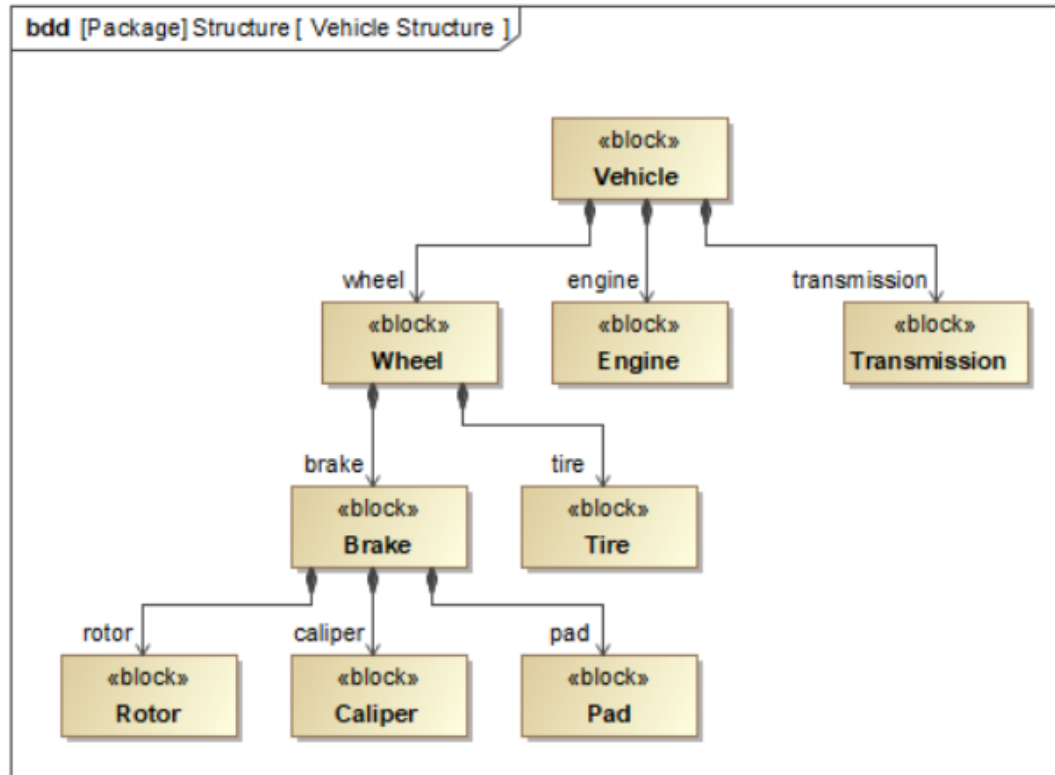 bdd [Package] Structure [ Vehicle Structure ]
«block»
Vehicle
wheel engine transmission
«block» «block» «block»
Wheel Engine Transmission
brake tire
«block» «block»
Brake Tire
rotor caliper pad
«block» «block» «block»
Rotor Caliper Pad